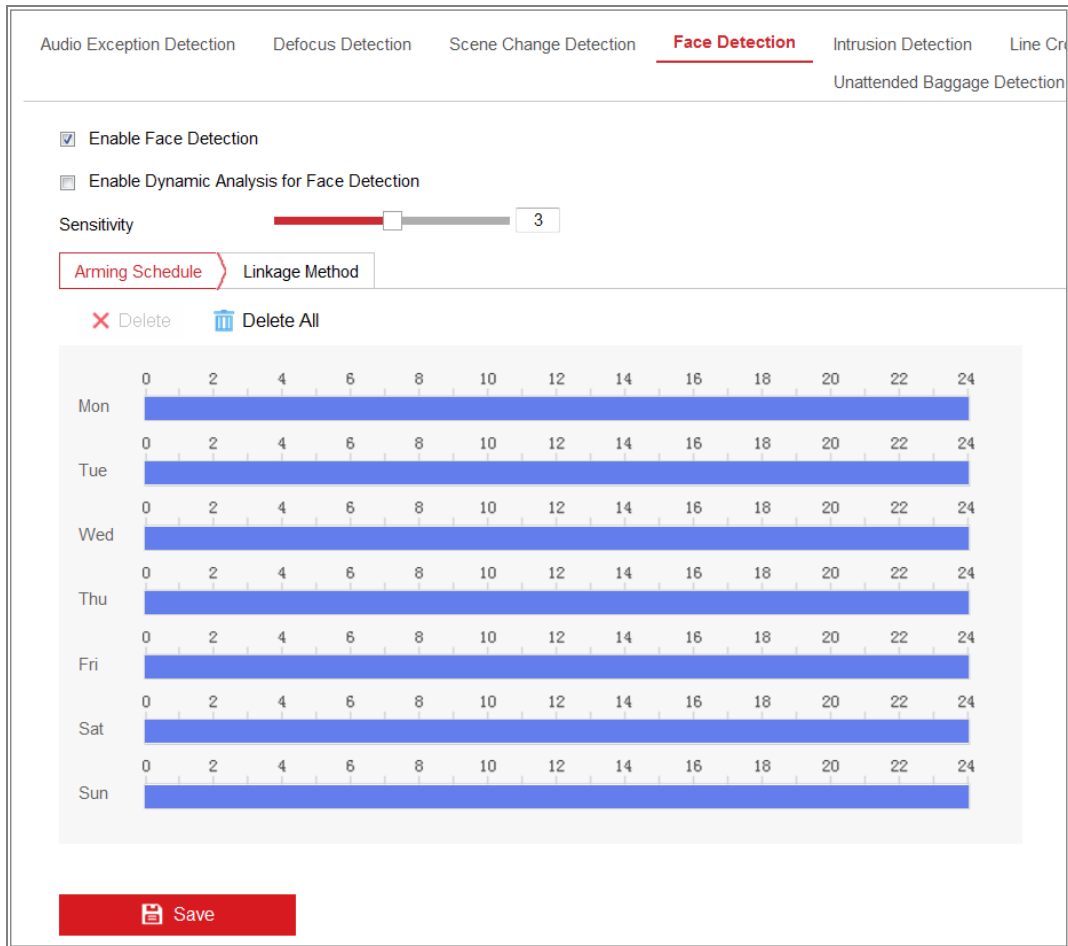 Audio Exception Detection Defocus Detection Scene Change Detection Face Detection Intrusion Detection Line Cro
Unattended Baggage Detection
Enable Face Detection
Enable Dynamic Analysis for Face Detection
Sensitivity 3
Arming Schedule Linkage Method
Delete Delete All
0 2 4 6 8 10 12 14 16 18 20 22 24
Mon
0 2 4 6 8 10 12 14 16 18 20 22 24
Tue
0 2 4 6 8 10 12 14 16 18 20 22 24
Wed
0 2 4 6 8 10 12 14 16 18 20 22 24
Thu
0 2 4 6 8 10 12 14 16 18 20 22 24
Fri
0 2 4 6 8 10 12 14 16 18 20 22 24
Sat
0 2 4 6 8 10 12 14 16 18 20 22 24
Sun
Save